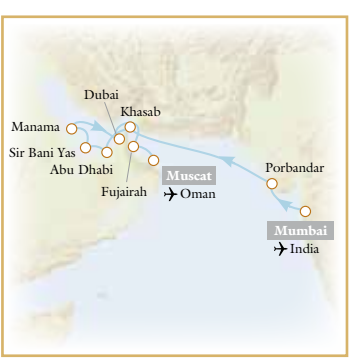 Dubai
Khasab
Manama
Sir Bani Yas
Abu Dhabi
Fujairah
Muscat
Oman
Porbandar
Mumbai
India